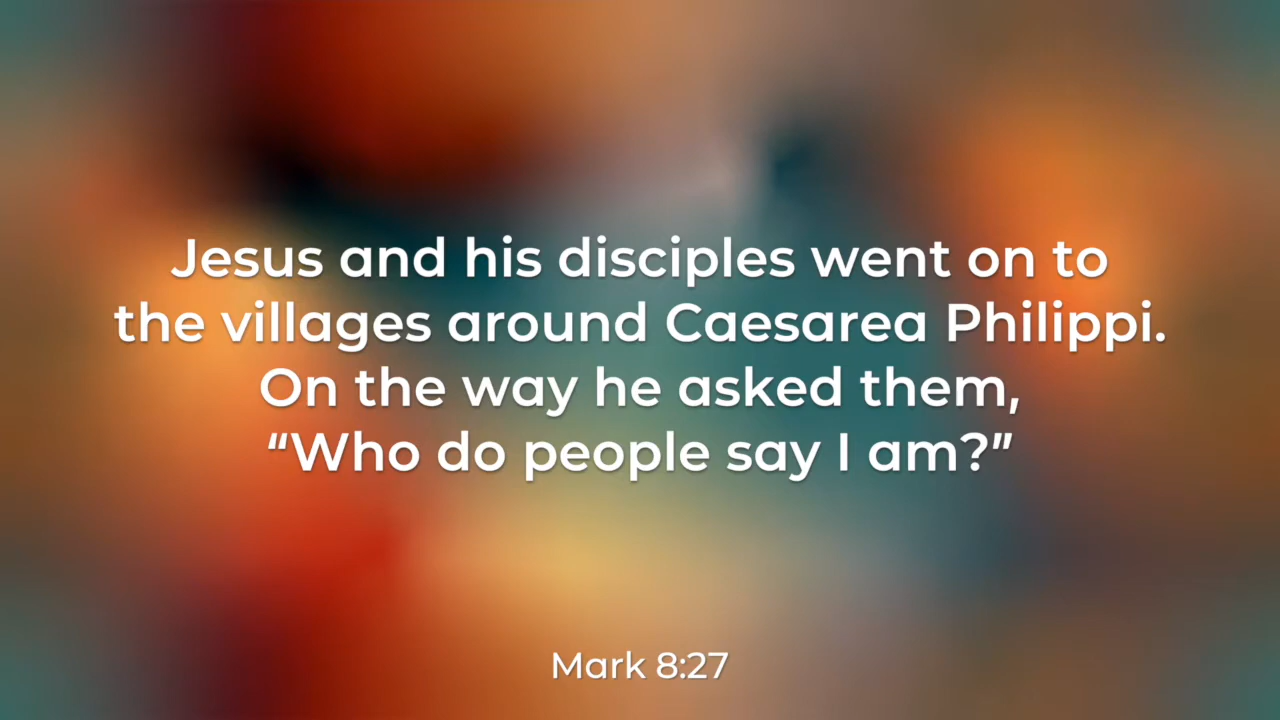 Jesus and his disciples went on to
the villages around Caesarea Philippi.
On the way he asked them,
“Who do people say I am?”
Mark 8:27